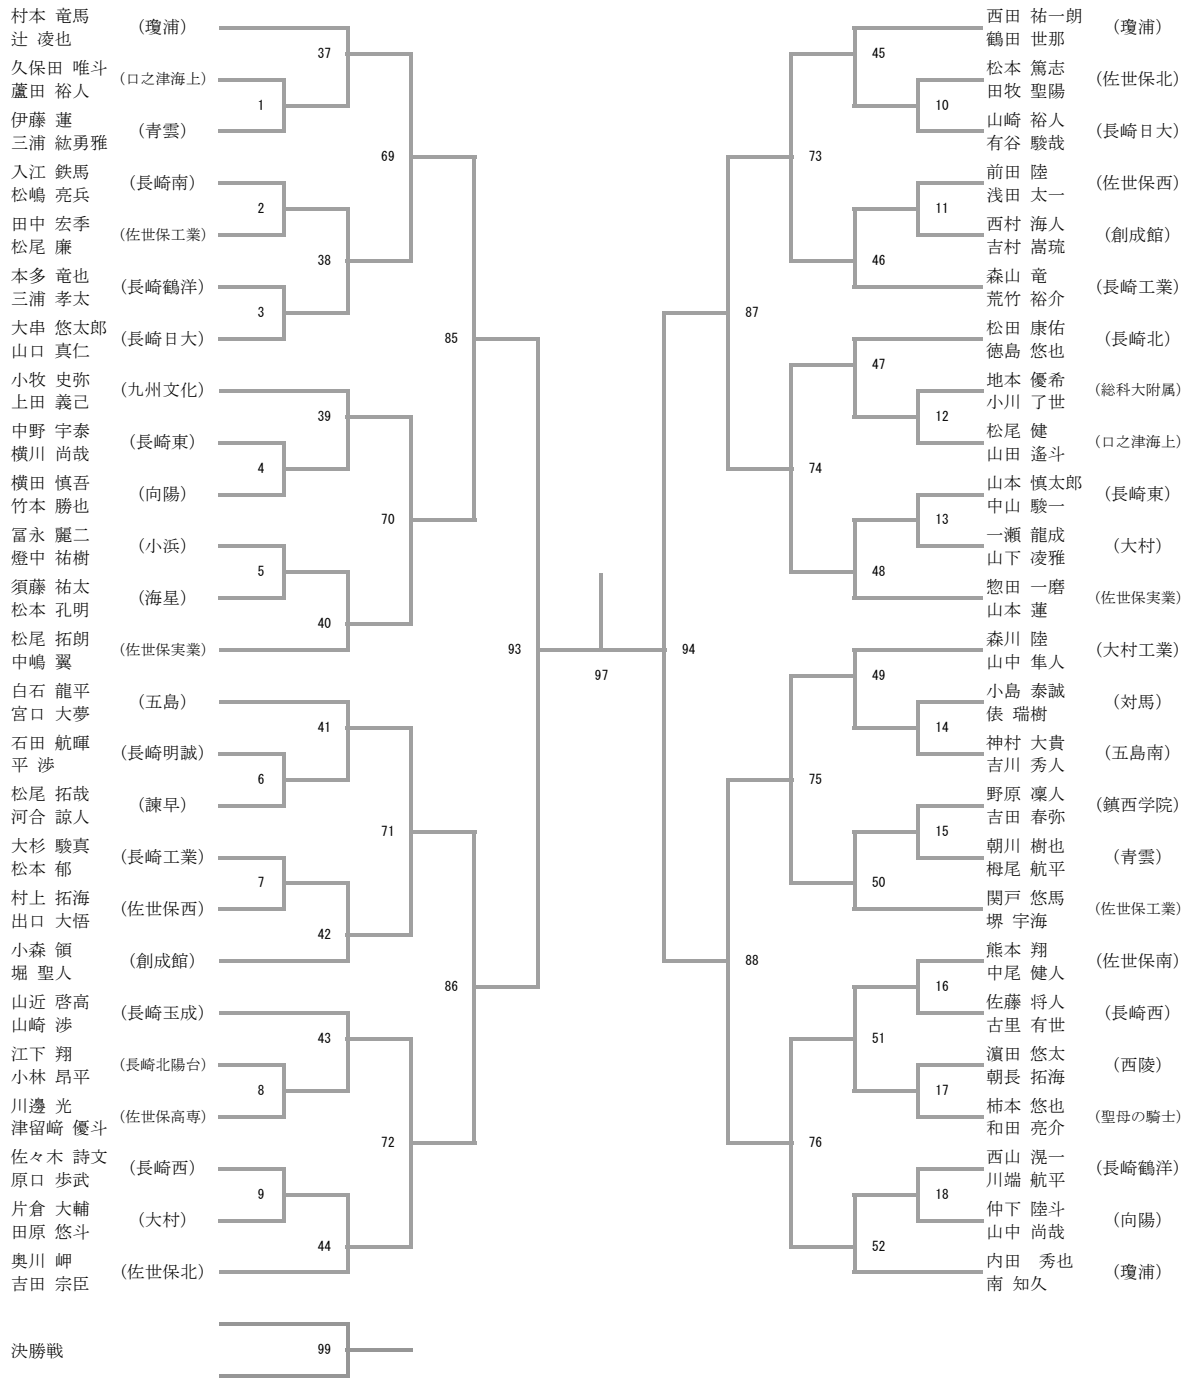 村本 竜馬
辻 凌也
(瓊浦)
久保田 唯斗
蘆田 裕人
(口之津海上)
伊藤 蓮
三浦 紘勇雅
(青雲)
入江 鉄馬
松嶋 亮兵
(長崎南)
田中 宏季
松尾 廉
(佐世保工業)
本多 竜也
三浦 孝太
(長崎鶴洋)
大串 悠太郎
山口 真仁
(長崎日大)
小牧 史弥
上田 義己
(九州文化)
中野 宇泰
横川 尚哉
(長崎東)
横田 慎吾
竹本 勝也
(向陽)
冨永 麗二
燈中 祐樹
(小浜)
須藤 祐太
松本 孔明
(海星)
松尾 拓朗
中嶋 翼
(佐世保実業)
白石 龍平
宮口 大夢
(五島)
石田 航暉
平 渉
(長崎明誠)
松尾 拓哉
河合 諒人
(諫早)
大杉 駿真
松本 郁
(長崎工業)
村上 拓海
出口 大悟
(佐世保西)
小森 領
堀 聖人
(創成館)
山近 啓高
山崎 渉
(長崎玉成)
江下 翔
小林 昂平
(長崎北陽台)
川邊 光
津留﨑 優斗
(佐世保高専)
佐々木 詩文
原口 歩武
(長崎西)
片倉 大輔
田原 悠斗
(大村)
奥川 岬
吉田 宗臣
(佐世保北)
1
2
3
4
5
6
7
8
9
37
38
39
40
41
42
43
44
69
70
71
72
85
86
93
97
94
87
88
73
74
75
76
45
46
47
48
49
50
51
52
10
11
12
13
14
15
16
17
18
西田 祐一朗
鶴田 世那
(瓊浦)
松本 篤志
田牧 聖陽
(佐世保北)
山崎 裕人
有谷 駿哉
(長崎日大)
前田 陸
浅田 太一
(佐世保西)
西村 海人
吉村 嵩琉
(創成館)
森山 竜
荒竹 裕介
(長崎工業)
松田 康佑
徳島 悠也
(長崎北)
地本 優希
小川 了世
(総科大附属)
松尾 健
山田 遙斗
(口之津海上)
山本 慎太郎
中山 駿一
(長崎東)
一瀬 龍成
山下 凌雅
(大村)
惣田 一磨
山本 蓮
(佐世保実業)
森川 陸
山中 隼人
(大村工業)
小島 泰誠
俵 瑞樹
(対馬)
神村 大貴
吉川 秀人
(五島南)
野原 凜人
吉田 春弥
(鎮西学院)
朝川 樹也
栂尾 航平
(青雲)
関戸 悠馬
堺 宇海
(佐世保工業)
熊本 翔
中尾 健人
(佐世保南)
佐藤 将人
古里 有世
(長崎西)
濵田 悠太
朝長 拓海
(西陵)
柿本 悠也
和田 亮介
(聖母の騎士)
西山 滉一
川端 航平
(長崎鶴洋)
仲下 陸斗
山中 尚哉
(向陽)
内田 秀也
南 知久
(瓊浦)
決勝戦
99